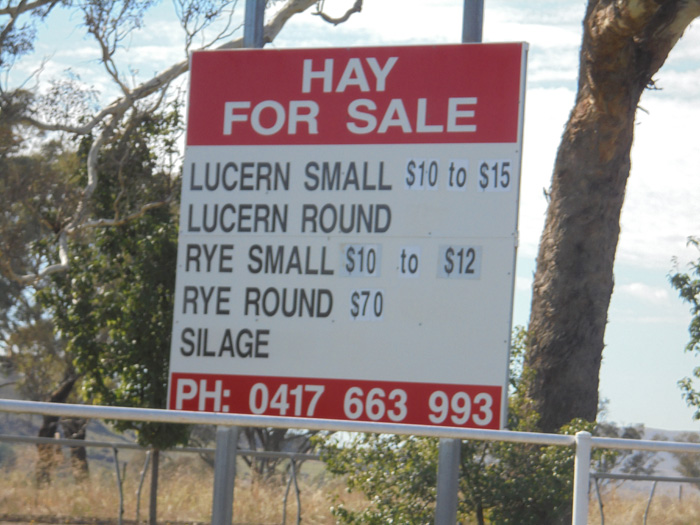 HAY
FOR SALE
LUCERN SMALL $10 to $15
LUCERN ROUND
RYE SMALL $10 to $12
RYE ROUND $70
SILAGE
PH: 0417 663 993